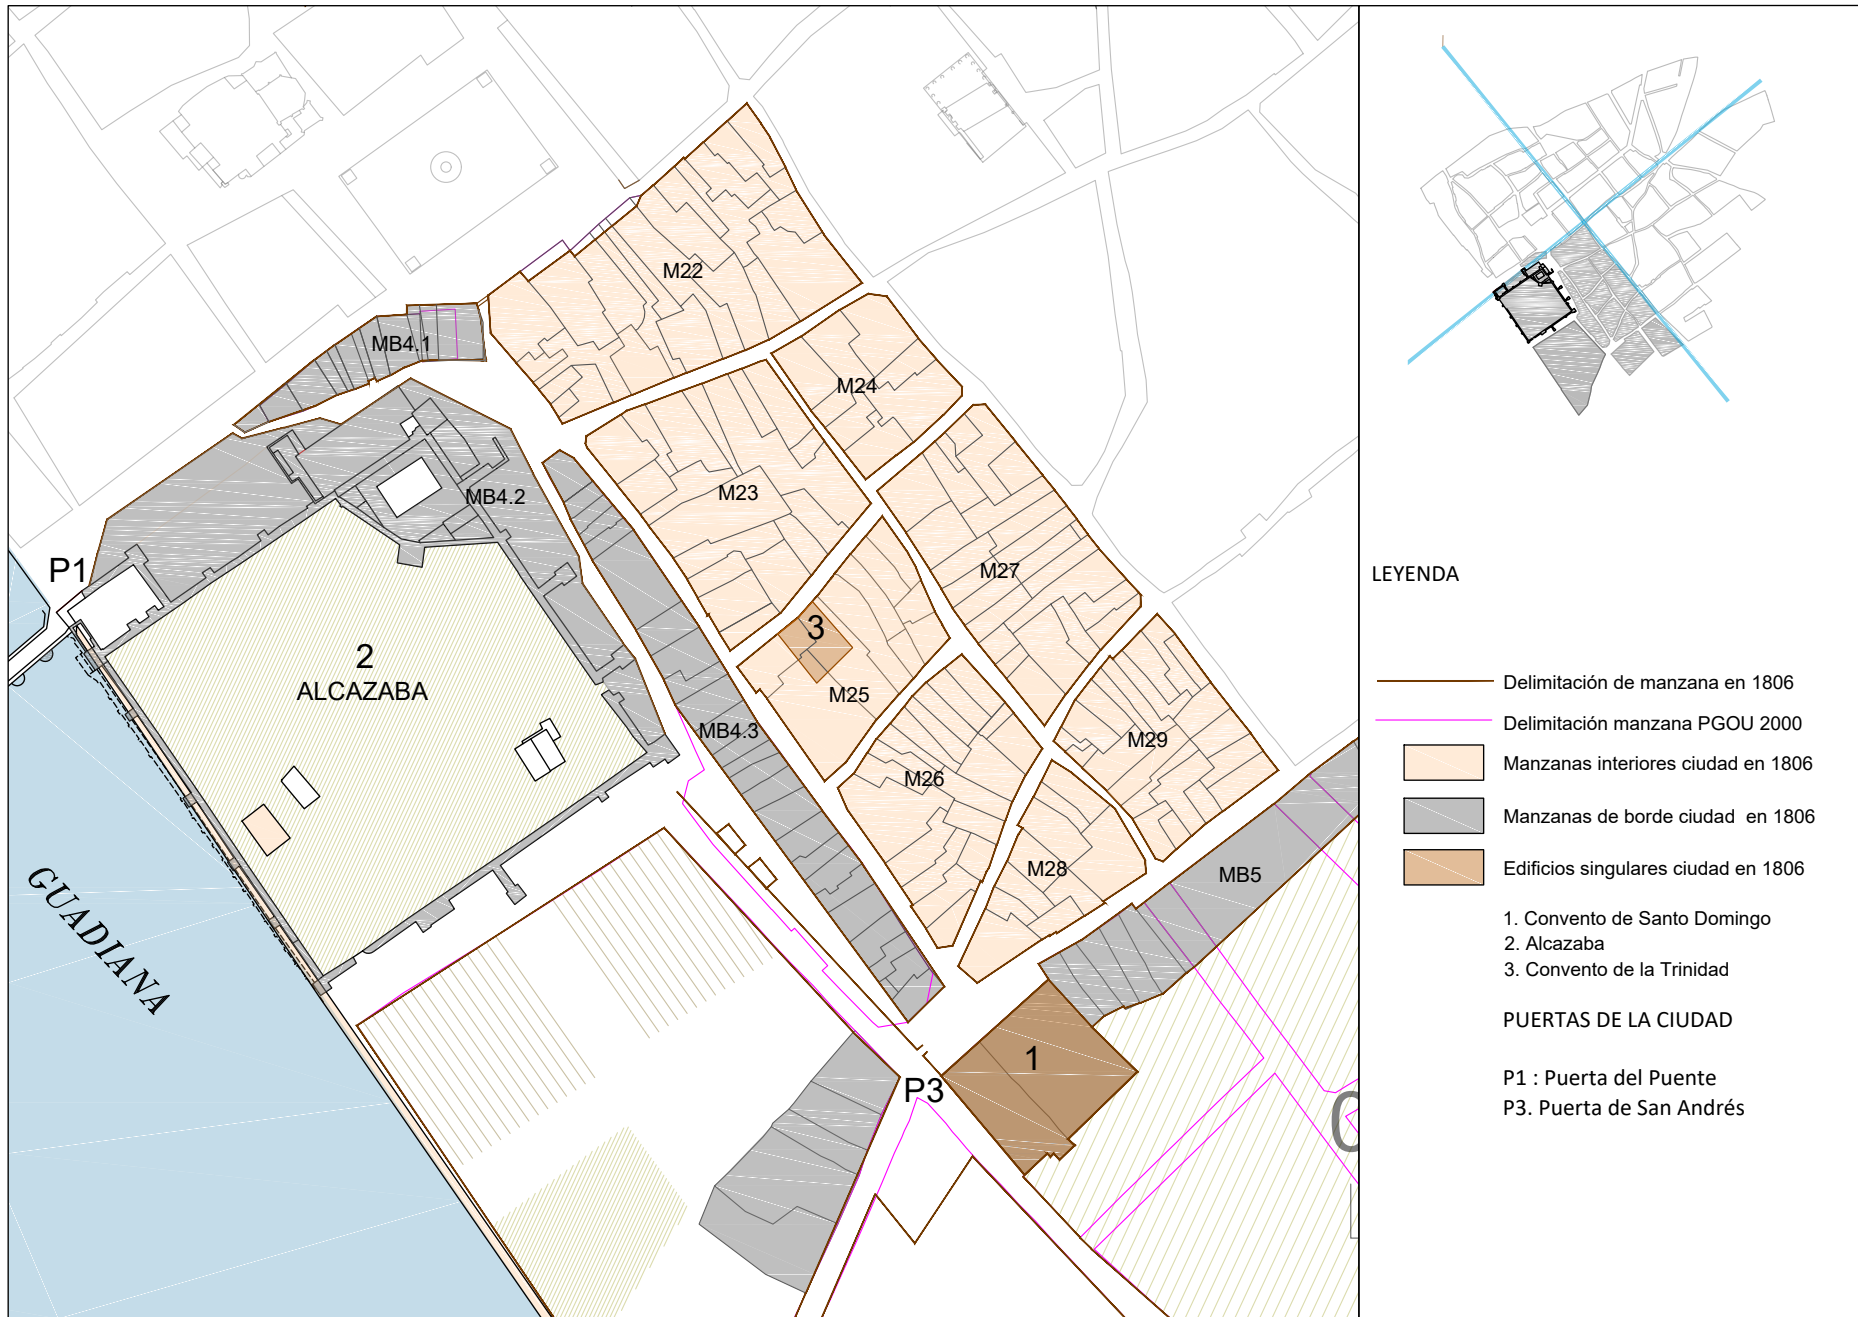 M22
MB4.1
M24
M23
MB4.2
P1
M27
3
2
ALCAZABA
M25
MB4.3
M29
M26
M28
MB5
GUADIANA
1
P3
0
LEYENDA
Delimitación de manzana en 1806
Delimitación manzana PGOU 2000
Manzanas interiores ciudad en 1806
Manzanas de borde ciudad en 1806
Edificios singulares ciudad en 1806
1. Convento de Santo Domingo
2. Alcazaba
3. Convento de la Trinidad
PUERTAS DE LA CIUDAD
P1 : Puerta del Puente
P3. Puerta de San Andrés